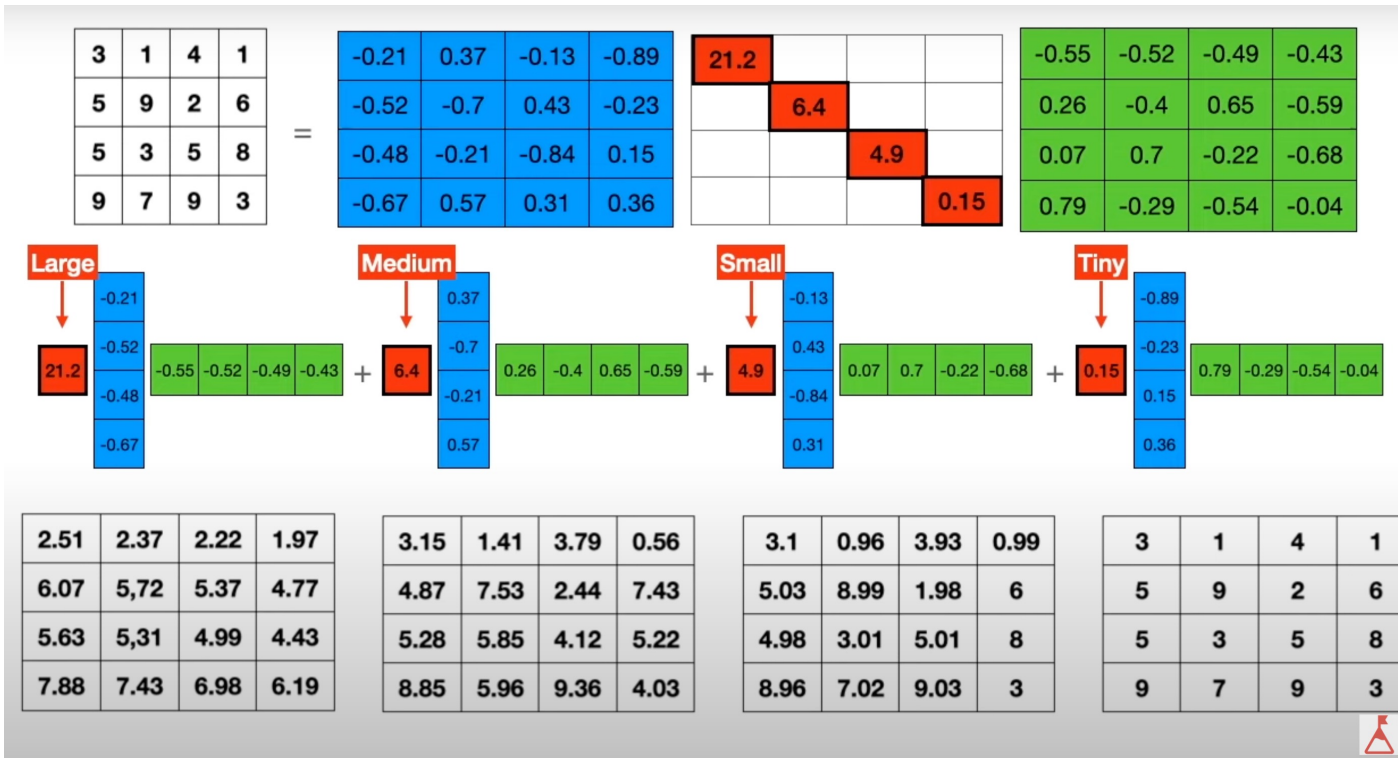 3 1 4 1 -0.21 0.37 -0.13 -0.89 21.2 -0.55 -0.52 -0.49 -0.43
5 9 2 6 -0.52 -0.7 0.43 -0.23 6.4 0.26 -0.4 0.65 -0.59
=
5 3 5 8 -0.48 -0.21 -0.84 0.15 4.9 0.07 0.7 -0.22 -0.68
9 7 9 3 -0.67 0.57 0.31 0.36 0.15 0.79 -0.29 -0.54 -0.04
Large Medium Small Tiny
-0.21 0.37 -0.13 -0.89
-0.52 -0.7 0.43 -0.23
21.2 -0.55 -0.52 -0.49 -0.43 + 6.4 0.26 -0.4 0.65 -0.59 + 4.9 0.07 0.7 -0.22 -0.68 + 0.15 0.79 -0.29 -0.54 -0.04
-0.48 -0.21 -0.84 0.15
-0.67 0.57 0.31 0.36
2.51 2.37 2.22 1.97 3.15 1.41 3.79 0.56 3.1 0.96 3.93 0.99 3 1 4 1
6.07 5,72 5.37 4.77 4.87 7.53 2.44 7.43 5.03 8.99 1.98 6 5 9 2 6
5.63 5,31 4.99 4.43 5.28 5.85 4.12 5.22 4.98 3.01 5.01 8 5 3 5 8
7.88 7.43 6.98 6.19 8.85 5.96 9.36 4.03 8.96 7.02 9.03 3 9 7 9 3